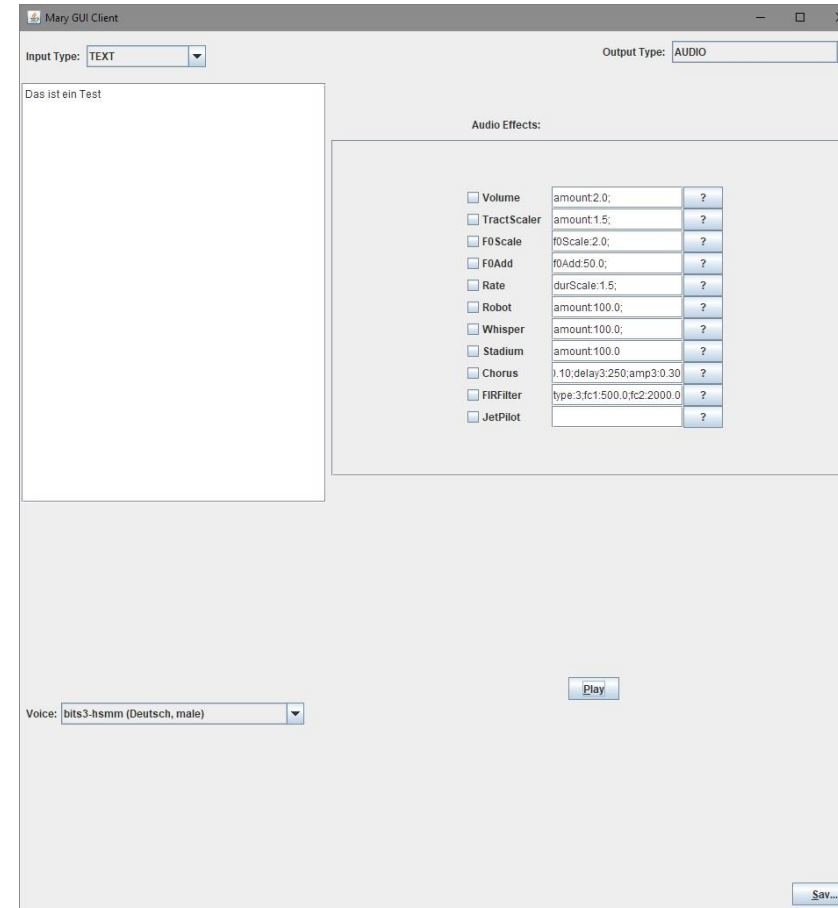 Mary GUI Client
Input Type: TEXT
Output Type: AUDIO
Das ist ein Test
Audio Effects:
Volume amount:2.0; ?
TractScaler amount:1.5; ?
F0Scale f0Scale:2.0; ?
F0Add f0Add:50.0; ?
Rate durScale:1.5; ?
Robot amount:100.0; ?
Whisper amount:100.0; ?
Stadium amount:100.0 ?
Chorus ).10;delay3:250;amp3:0.30 ?
FIRFilter type:3;fc1:500.0;fc2:2000.0 ?
JetPilot ?
Play
Voice: bits3-hsmm (Deutsch, male)
Sav...